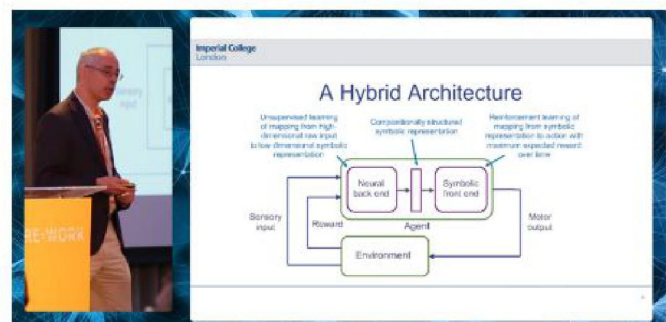 Sensory
input
RE-WORK
Imperial College
London
A Hybrid Architecture
Unsupervised learning
of mapping from high-
dimensional raw input
to low dimensional symbolic
representation
Compositionally structured
symbolic representation
Reinforcement learning of
mapping from symbolic
representation to action with
maximum expected reward
over time
Neural
back end
Symbolic
front end
Sensory
input
Reward
Agent
Motor
output
Environment